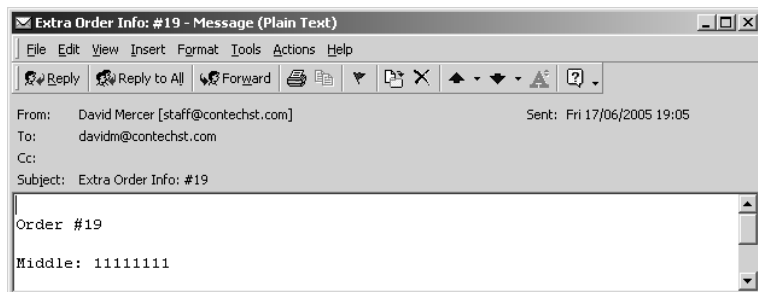 Extra Order Info: #19 - Message (Plain Text)
File Edit View Insert Format Tools Actions Help
Reply Reply to All Forward
From: David Mercer [staff@contechst.com] Sent: Fri 17/06/2005 19:05
To: davidm@contechst.com
Cc:
Subject: Extra Order Info: #19
Order #19
Middle: 11111111